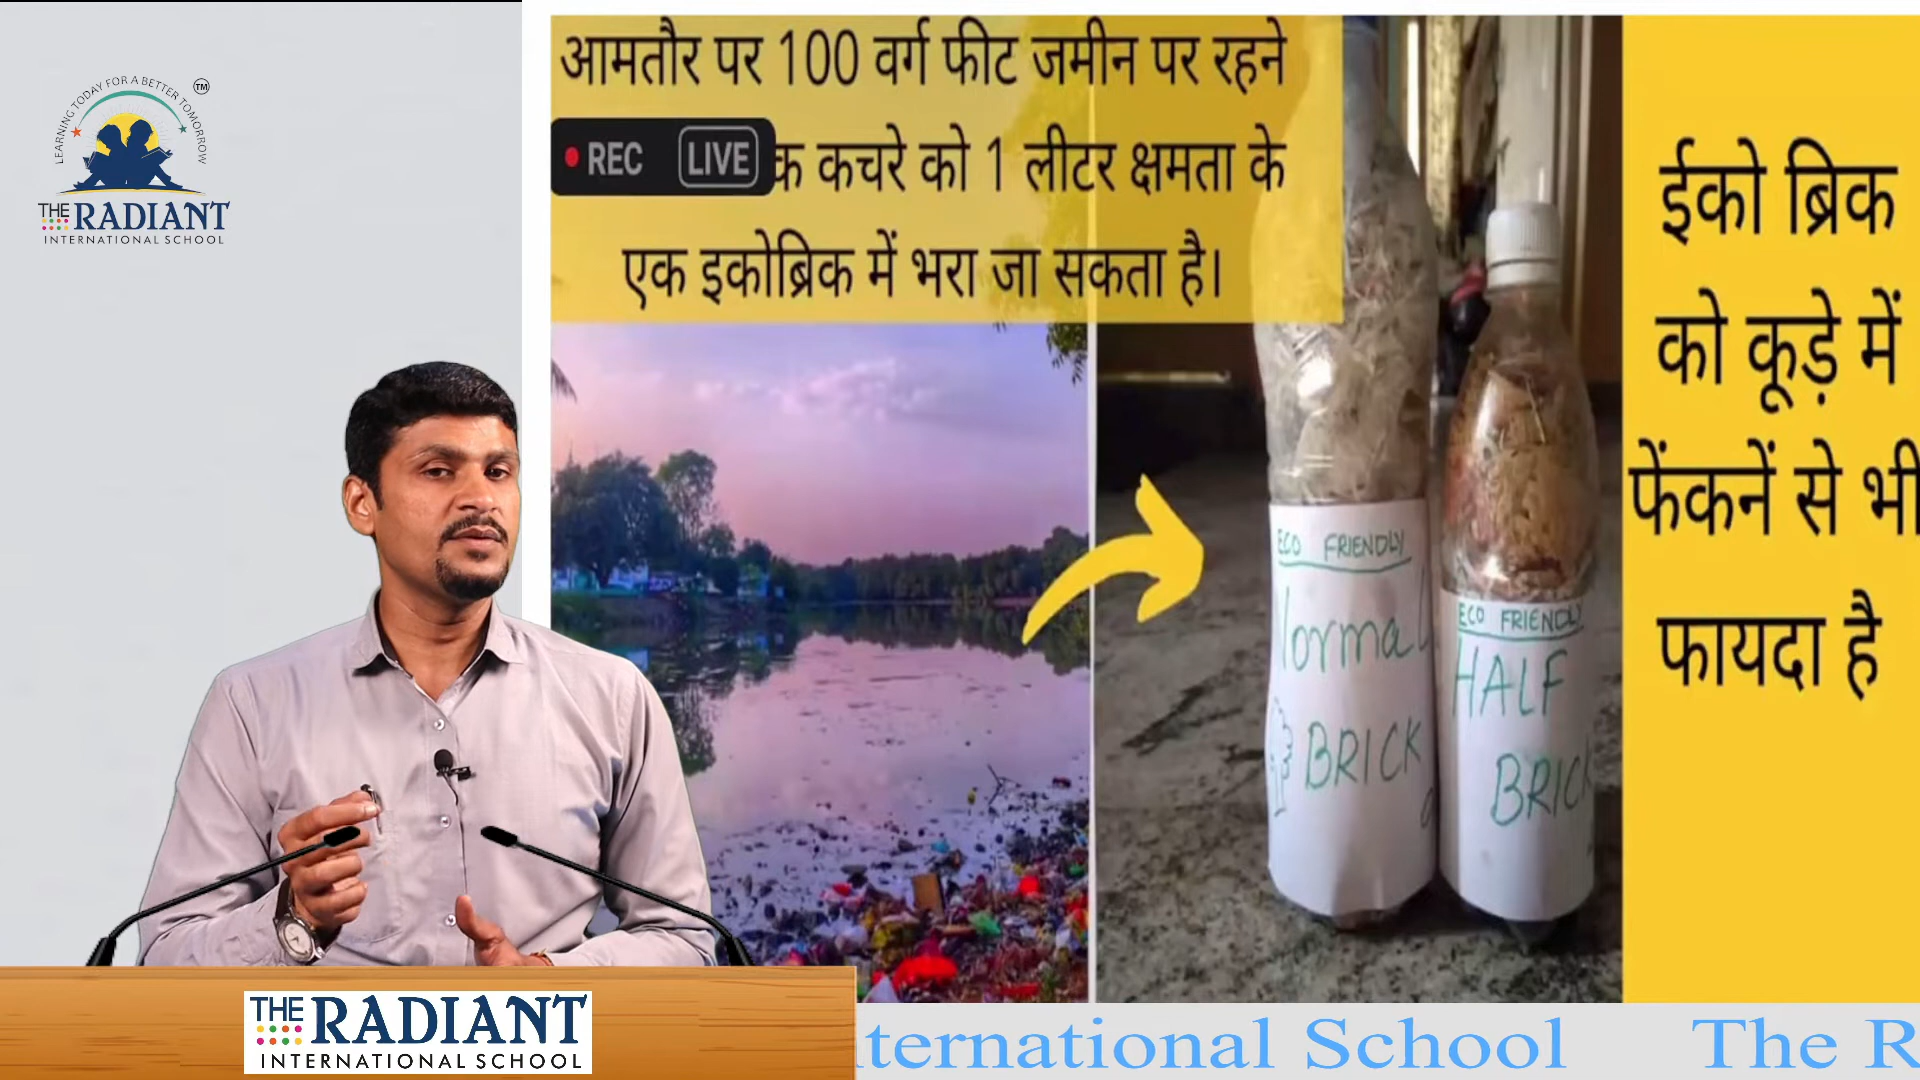 LEARNING TODAY FOR A BETTER TOMORROW
TM
THE RADIANT
INTERNATIONAL SCHOOL
आमतौर पर 100 वर्ग फीट जमीन पर रहने
REC LIVE
क कचरे को 1 लीटर क्षमता के
एक इकोब्रिक में भरा जा सकता है।
ईको ब्रिक
को कूड़े में
फेंकनें से भी
फायदा है
ECO FRIENDLY
Normal
BRICK
ECO FRIENDLY
HALF
BRICK
THE RADIANT
INTERNATIONAL SCHOOL
ternational School The R